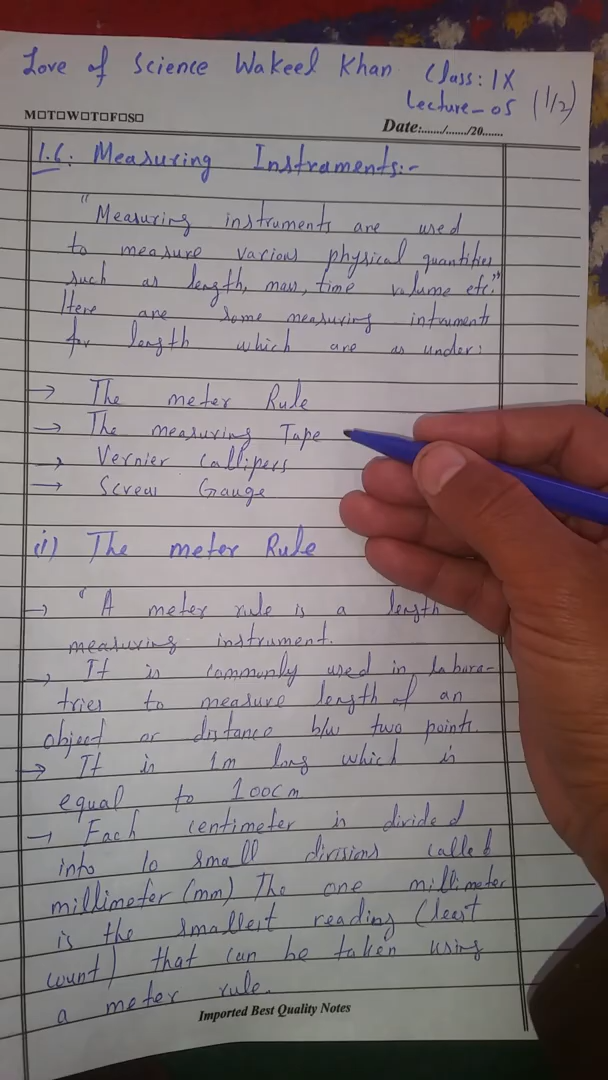 Love of Science Wakeel Khan Class: IX
Lecture-05 (1/2)
M□T□W□T□F□S□
Date:......./......./20.......
1.6: Measuring Instraments:-
"Measuring instruments are used
to measure various physical quantities
such as length, mass, time volume etc."
Here are some measuring intruments
for length which are as under:
→ The meter Rule
→ The measuring Tape
→ Vernier Callipers
→ Screw Gauge
(i) The meter Rule
→ "A meter rule is a length
measuring instrument.
→ It is commonly used in labora-
tries to measure length of an
object or distance b/w two points.
→ It is 1m long which is
equal to 100cm
→ Each centimeter is divided
into 10 small divisions called
millimeter (mm) The one millimeter
is the smallest reading (least
count) that can be taken using
a meter rule.
Imported Best Quality Notes